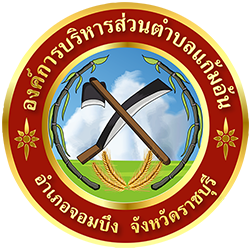 องค์การบริหารส่วนตำบลแก้มอ้น
อำเภอจอมบึง จังหวัดราชบุรี